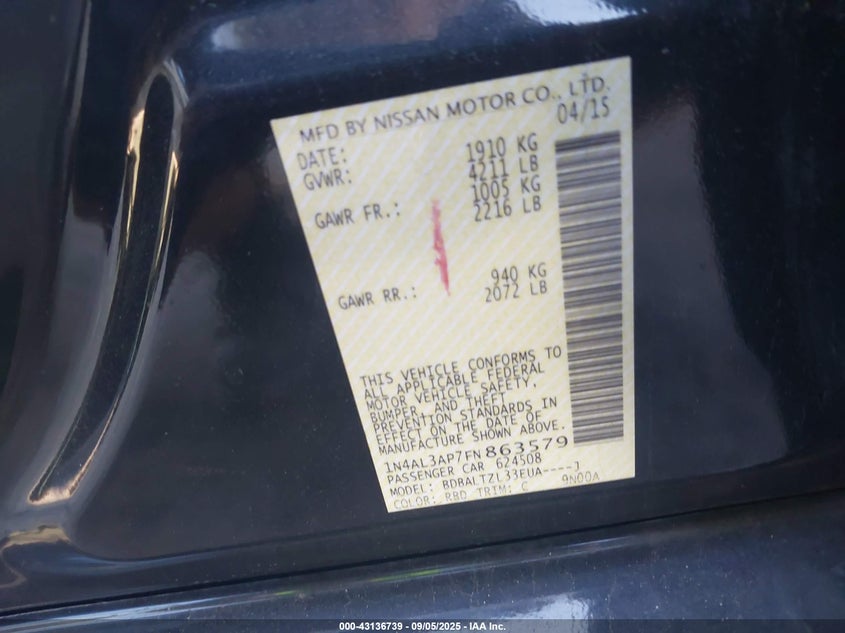 MFD BY NISSAN MOTOR CO., LTD.
DATE: 04/15
GVWR: 1910 KG
4211 LB
GAWR FR.: 1005 KG
2216 LB
GAWR RR.: 940 KG
2072 LB
THIS VEHICLE CONFORMS TO
ALL APPLICABLE FEDERAL
MOTOR VEHICLE SAFETY,
BUMPER, AND THEFT
PREVENTION STANDARDS IN
EFFECT ON THE DATE OF
MANUFACTURE SHOWN ABOVE.
1N4AL3AP7FN863579
PASSENGER CAR 624508
MODEL: BDBALTZL33EUA----J
COLOR: RBD TRIM: C 9N00A
000-43136739 - 09/05/2025 - IAA Inc.